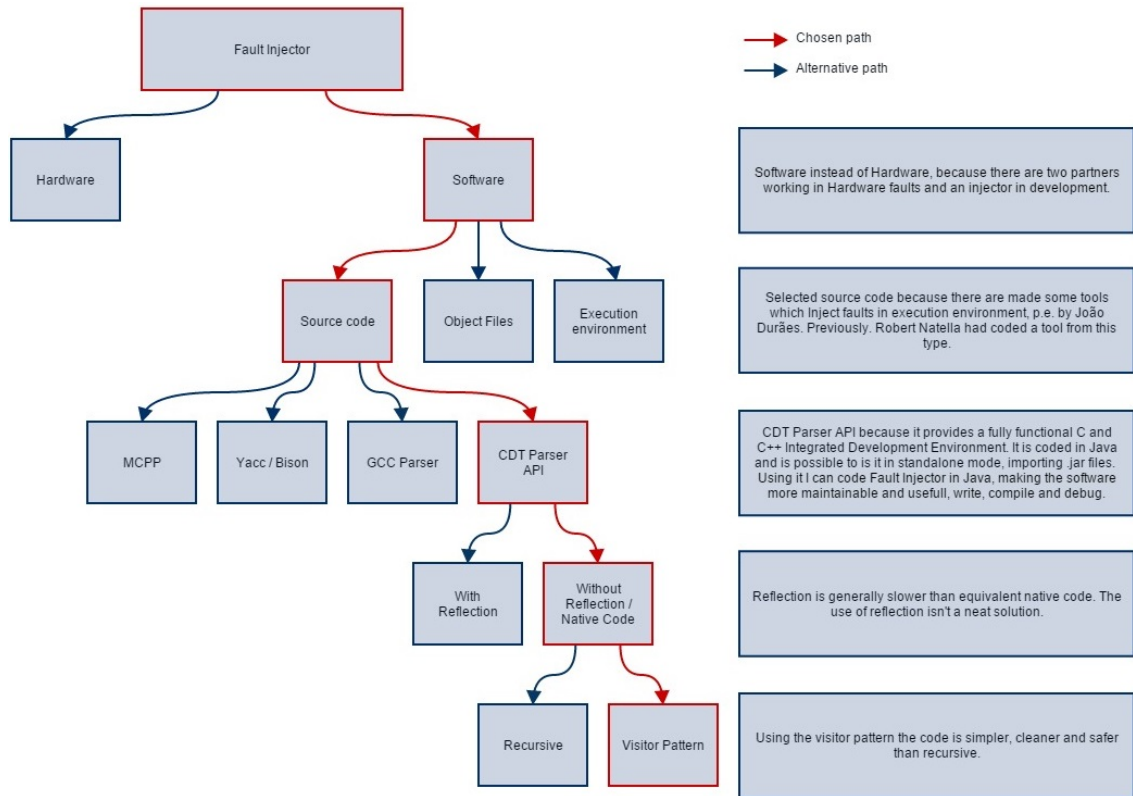 Fault Injector
Chosen path
Alternative path
Hardware
Software
Software instead of Hardware, because there are two partners
working in Hardware faults and an injector in development.
Source code
Object Files
Execution
environment
Selected source code because there are made some tools
which Inject faults in execution environment, p.e. by João
Durães. Previously. Robert Natella had coded a tool from this
type.
MCPP
Yacc / Bison
GCC Parser
CDT Parser
API
CDT Parser API because it provides a fully functional C and
C++ Integrated Development Environment. It is coded in Java
and is possible to is it in standalone mode, importing .jar files.
Using it I can code Fault Injector in Java, making the software
more maintainable and usefull, write, compile and debug.
With
Reflection
Without
Reflection /
Native Code
Reflection is generally slower than equivalent native code. The
use of reflection isn't a neat solution.
Recursive
Visitor Pattern
Using the visitor pattern the code is simpler, cleaner and safer
than recursive.